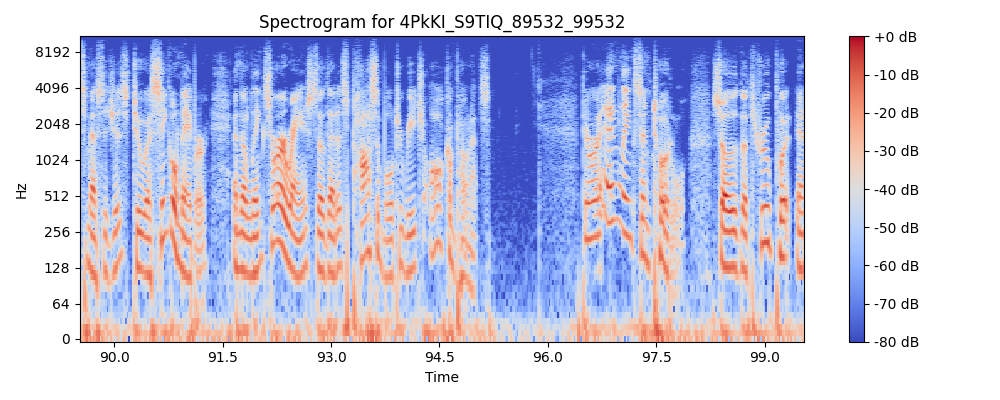 Spectrogram for 4PkKI_S9TIQ_89532_99532
8192
4096
2048
1024
512
256
128
64
0
Hz
90.0 91.5 93.0 94.5 96.0 97.5 99.0
Time
+0 dB
-10 dB
-20 dB
-30 dB
-40 dB
-50 dB
-60 dB
-70 dB
-80 dB